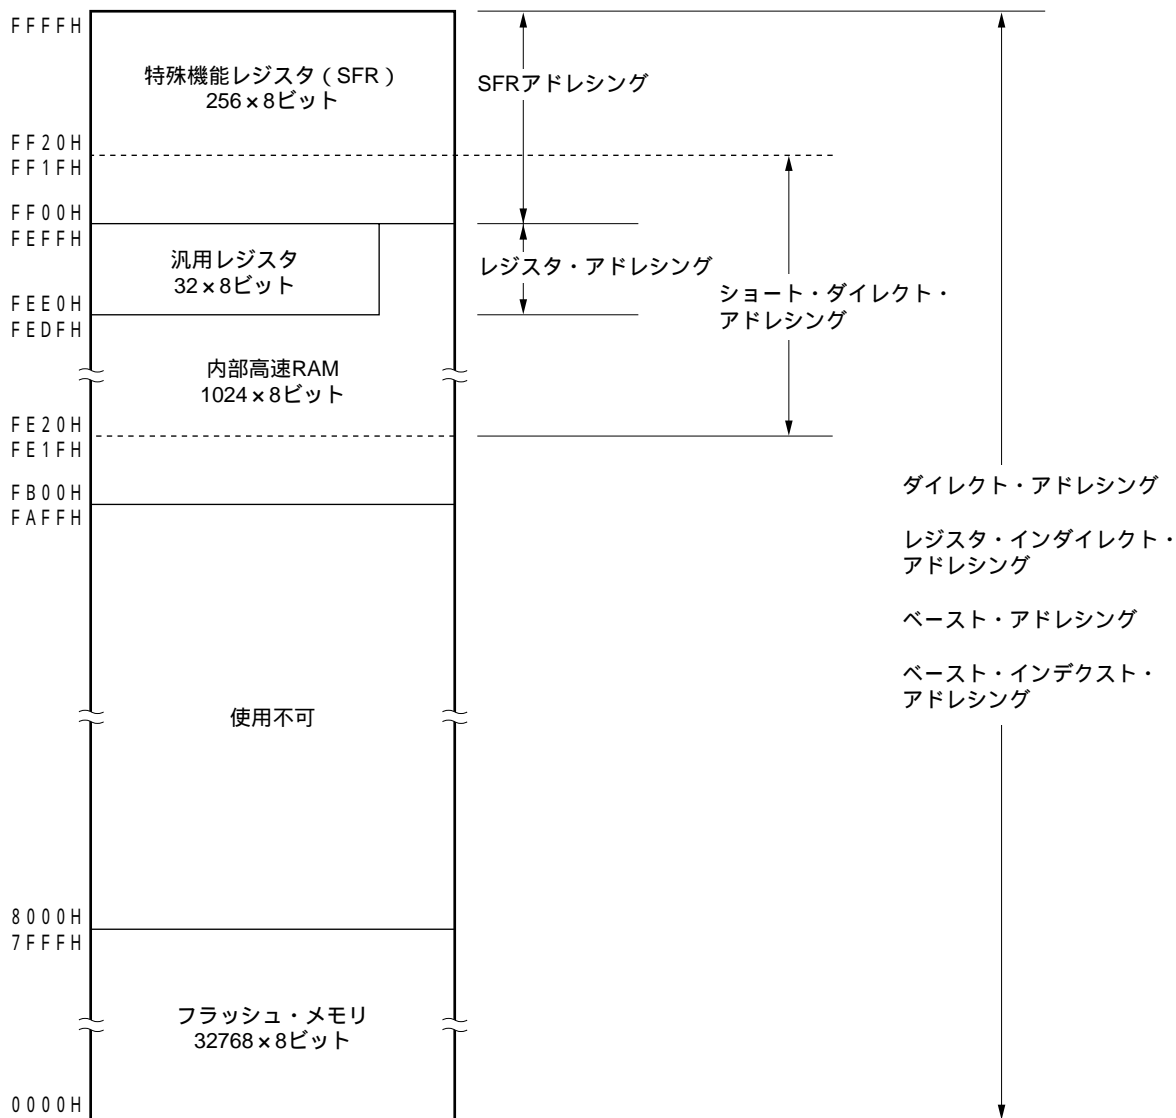 FFFFH
特殊機能レジスタ(SFR)
256×8ビット
SFRアドレシング
FF20H
FF1FH
FF00H
FEFFH
汎用レジスタ
32×8ビット
レジスタ・アドレシング
ショート・ダイレクト・
アドレシング
FEE0H
FEDFH
内部高速RAM
1024×8ビット
FE20H
FE1FH
FB00H
FAFFH
ダイレクト・アドレシング
レジスタ・インダイレクト・
アドレシング
ベースト・アドレシング
ベースト・インデクスト・
アドレシング
使用不可
8000H
7FFFH
フラッシュ・メモリ
32768×8ビット
0000H